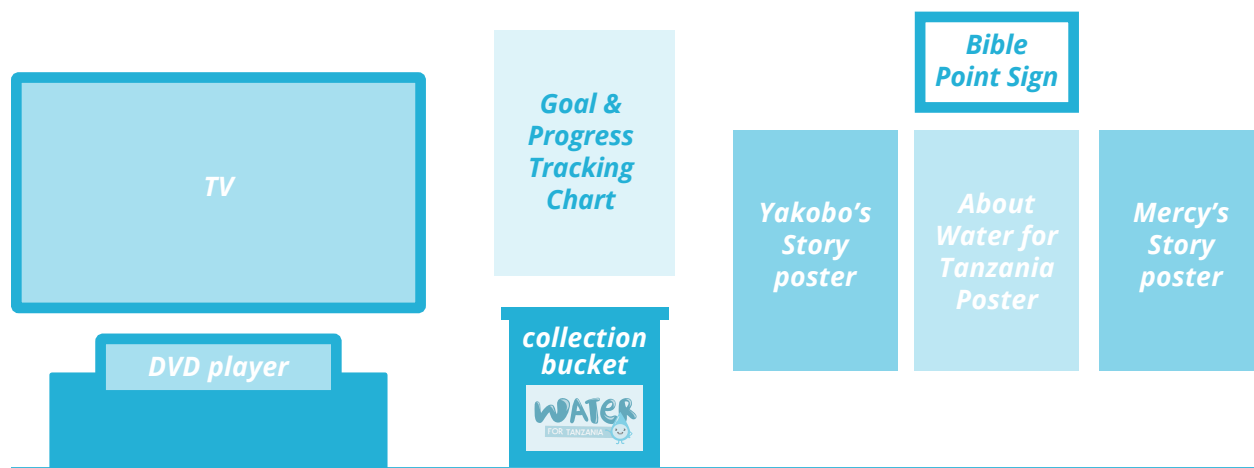 TV
DVD player
Goal &
Progress
Tracking
Chart
collection
bucket
WATER
FOR TANZANIA
Bible
Point Sign
Yakobo’s
Story
poster
About
Water for
Tanzania
Poster
Mercy’s
Story
poster